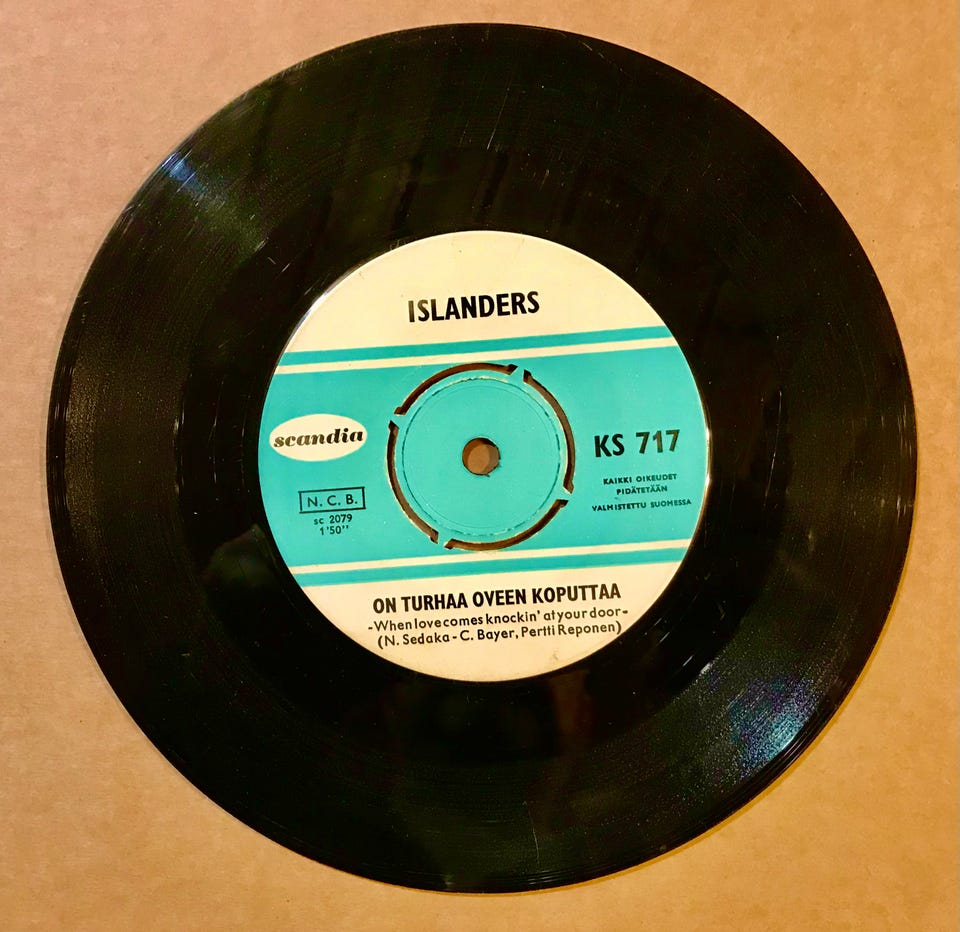 ISLANDERS
scandia
KS 717
KAIKKI OIKEUDET
PIDÄTETÄÄN
VALMISTETTU SUOMESSA
N. C. B.
sc 2079
1'50''
ON TURHAA OVEEN KOPUTTAA
-When love comes knockin' at your door-
(N. Sedaka - C. Bayer, Pertti Reponen)